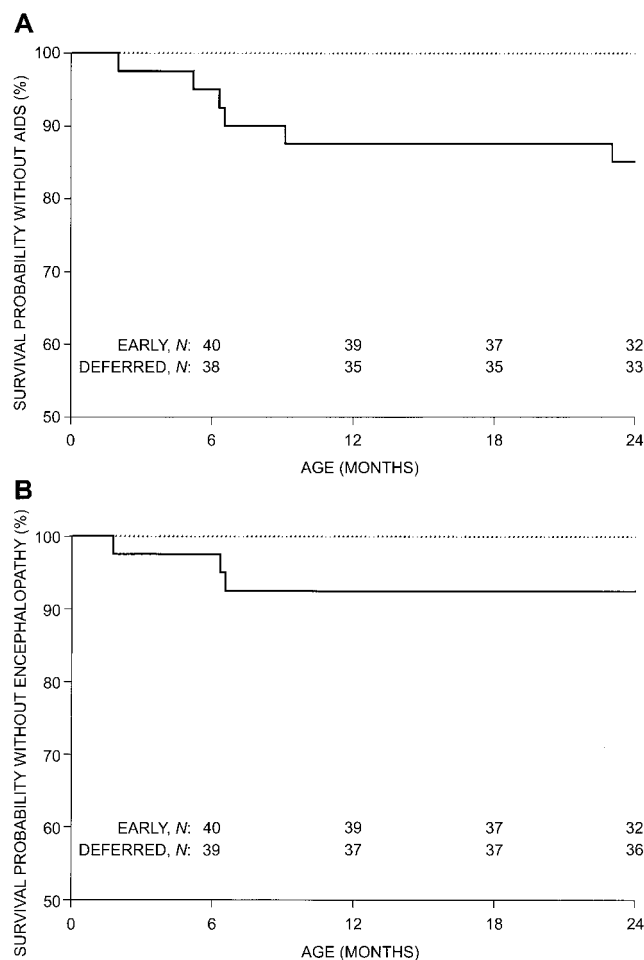 A
SURVIVAL PROBABILITY WITHOUT AIDS (%)
100
90
80
70
60
50
EARLY, N: 40 39 37 32
DEFERRED, N: 38 35 35 33
0 6 12 18 24
AGE (MONTHS)
B
SURVIVAL PROBABILITY WITHOUT ENCEPHALOPATHY (%)
100
90
80
70
60
50
EARLY, N: 40 39 37 32
DEFERRED, N: 39 37 37 36
0 6 12 18 24
AGE (MONTHS)